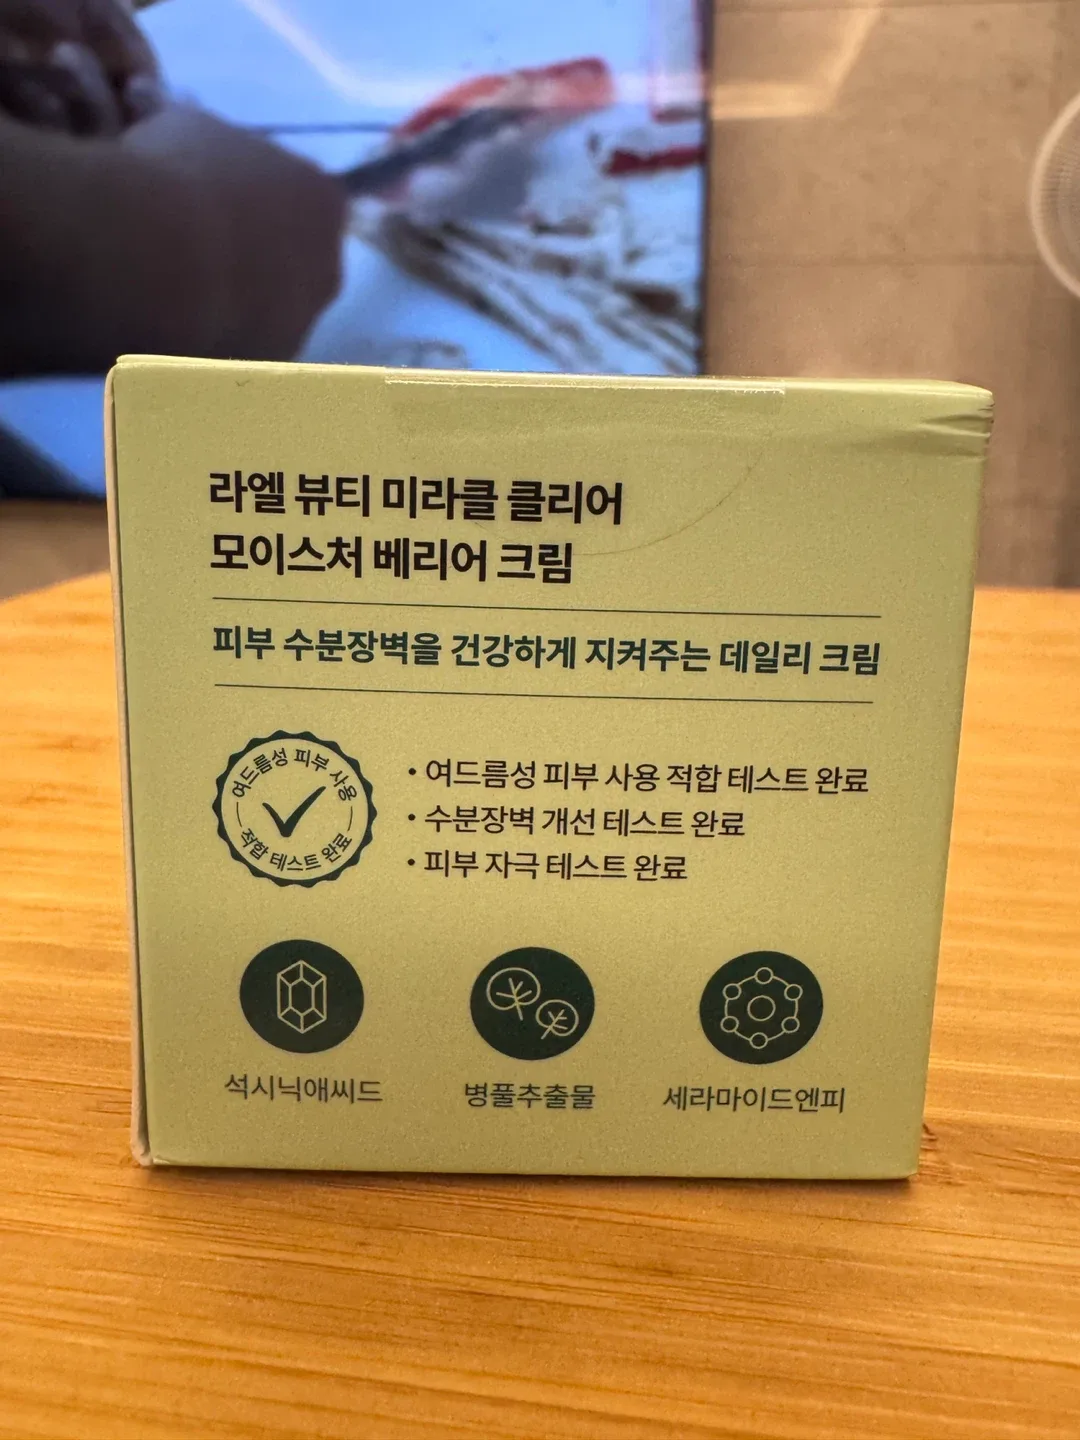 라엘 뷰티 미라클 클리어
모이스처 베리어 크림
피부 수분장벽을 건강하게 지켜주는 데일리 크림
여드름성 피부 사용
적합 테스트 완료
• 여드름성 피부 사용 적합 테스트 완료
• 수분장벽 개선 테스트 완료
• 피부 자극 테스트 완료
석시닉애씨드
병풀추출물
세라마이드엔피